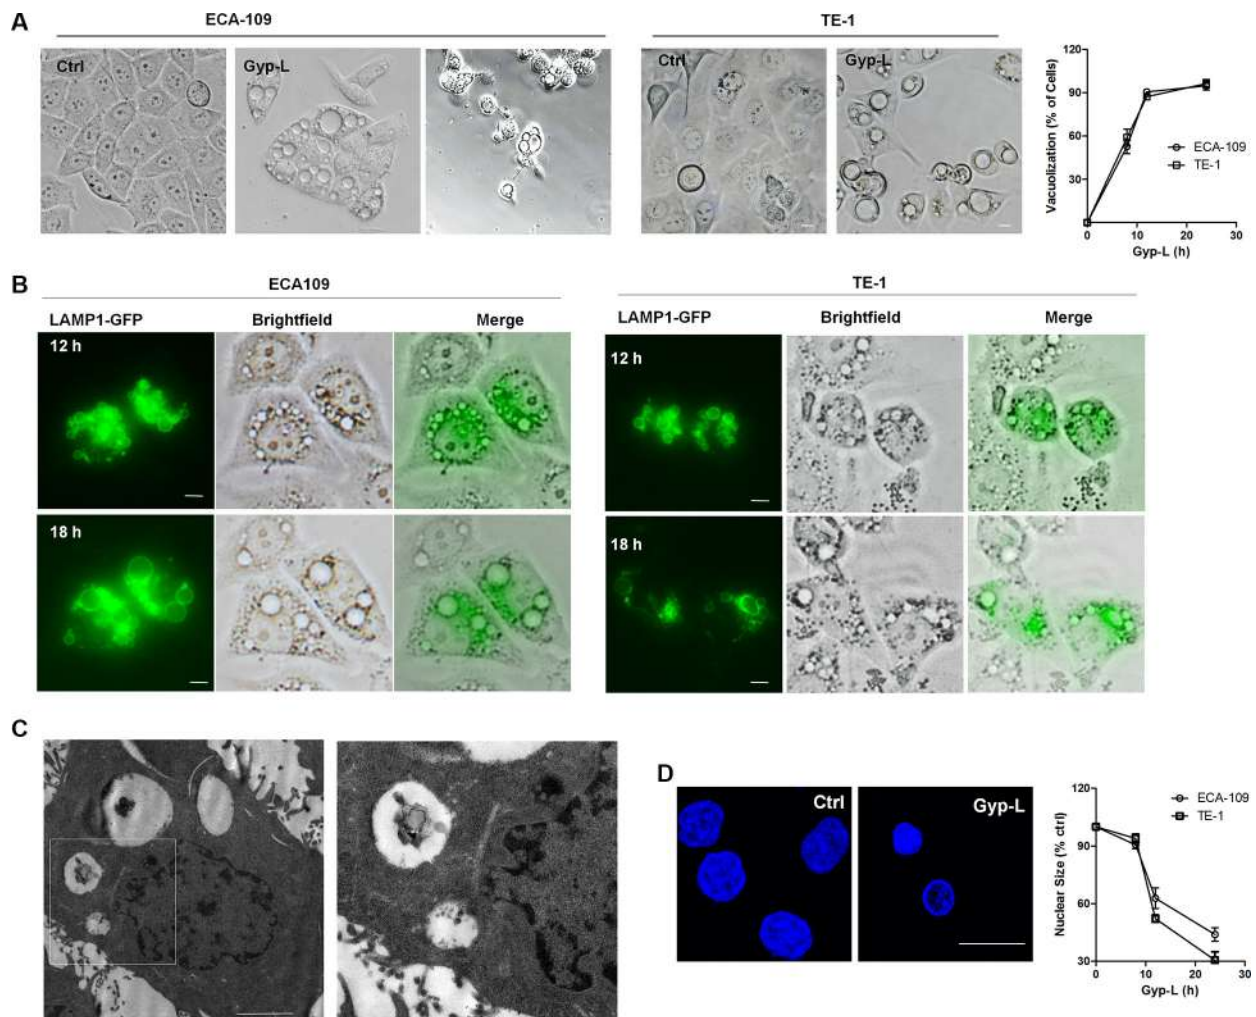 A
ECA-109
TE-1
Ctrl
Gyp-L
Ctrl
Gyp-L
Vacuolization (% of Cells)
120
90
60
30
0
10
20
30
Gyp-L (h)
ECA-109
TE-1
B
ECA109
TE-1
LAMP1-GFP
Brightfield
Merge
LAMP1-GFP
Brightfield
Merge
12 h
12 h
18 h
18 h
C
D
Ctrl
Gyp-L
Nuclear Size (% ctrl)
120
90
60
30
0
10
20
30
Gyp-L (h)
ECA-109
TE-1